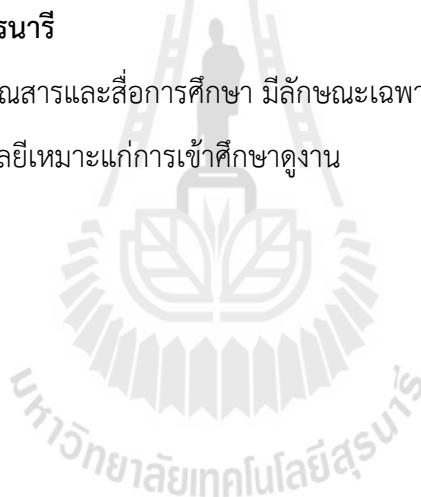 รนารี
ณสารและสื่อการศึกษา มีลักษณะเฉพา
ลยีเหมาะแก่การเข้าศึกษาดูงาน
มหาวิทยาลัยเทคโนโลยีสุรนารี